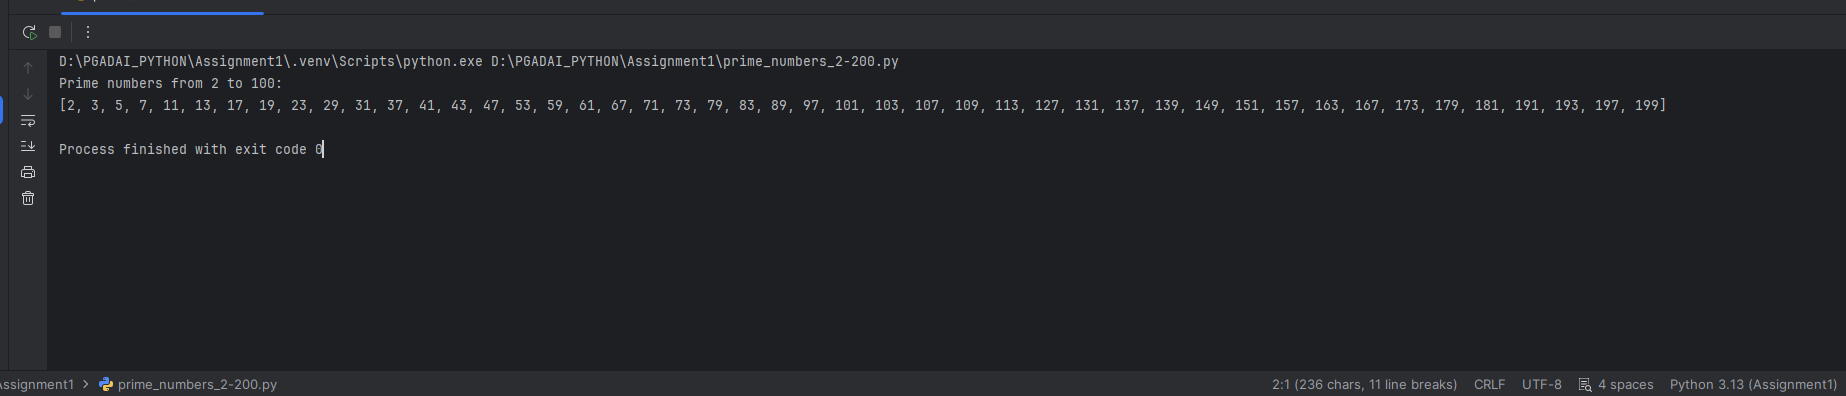 D:\PGADAI_PYTHON\Assignment1\.venv\Scripts\python.exe D:\PGADAI_PYTHON\Assignment1\prime_numbers_2-200.py
Prime numbers from 2 to 100:
[2, 3, 5, 7, 11, 13, 17, 19, 23, 29, 31, 37, 41, 43, 47, 53, 59, 61, 67, 71, 73, 79, 83, 89, 97, 101, 103, 107, 109, 113, 127, 131, 137, 139, 149, 151, 157, 163, 167, 173, 179, 181, 191, 193, 197, 199]
Process finished with exit code 0
Assignment1 > prime_numbers_2-200.py 2:1 (236 chars, 11 line breaks) CRLF UTF-8 4 spaces Python 3.13 (Assignment1)